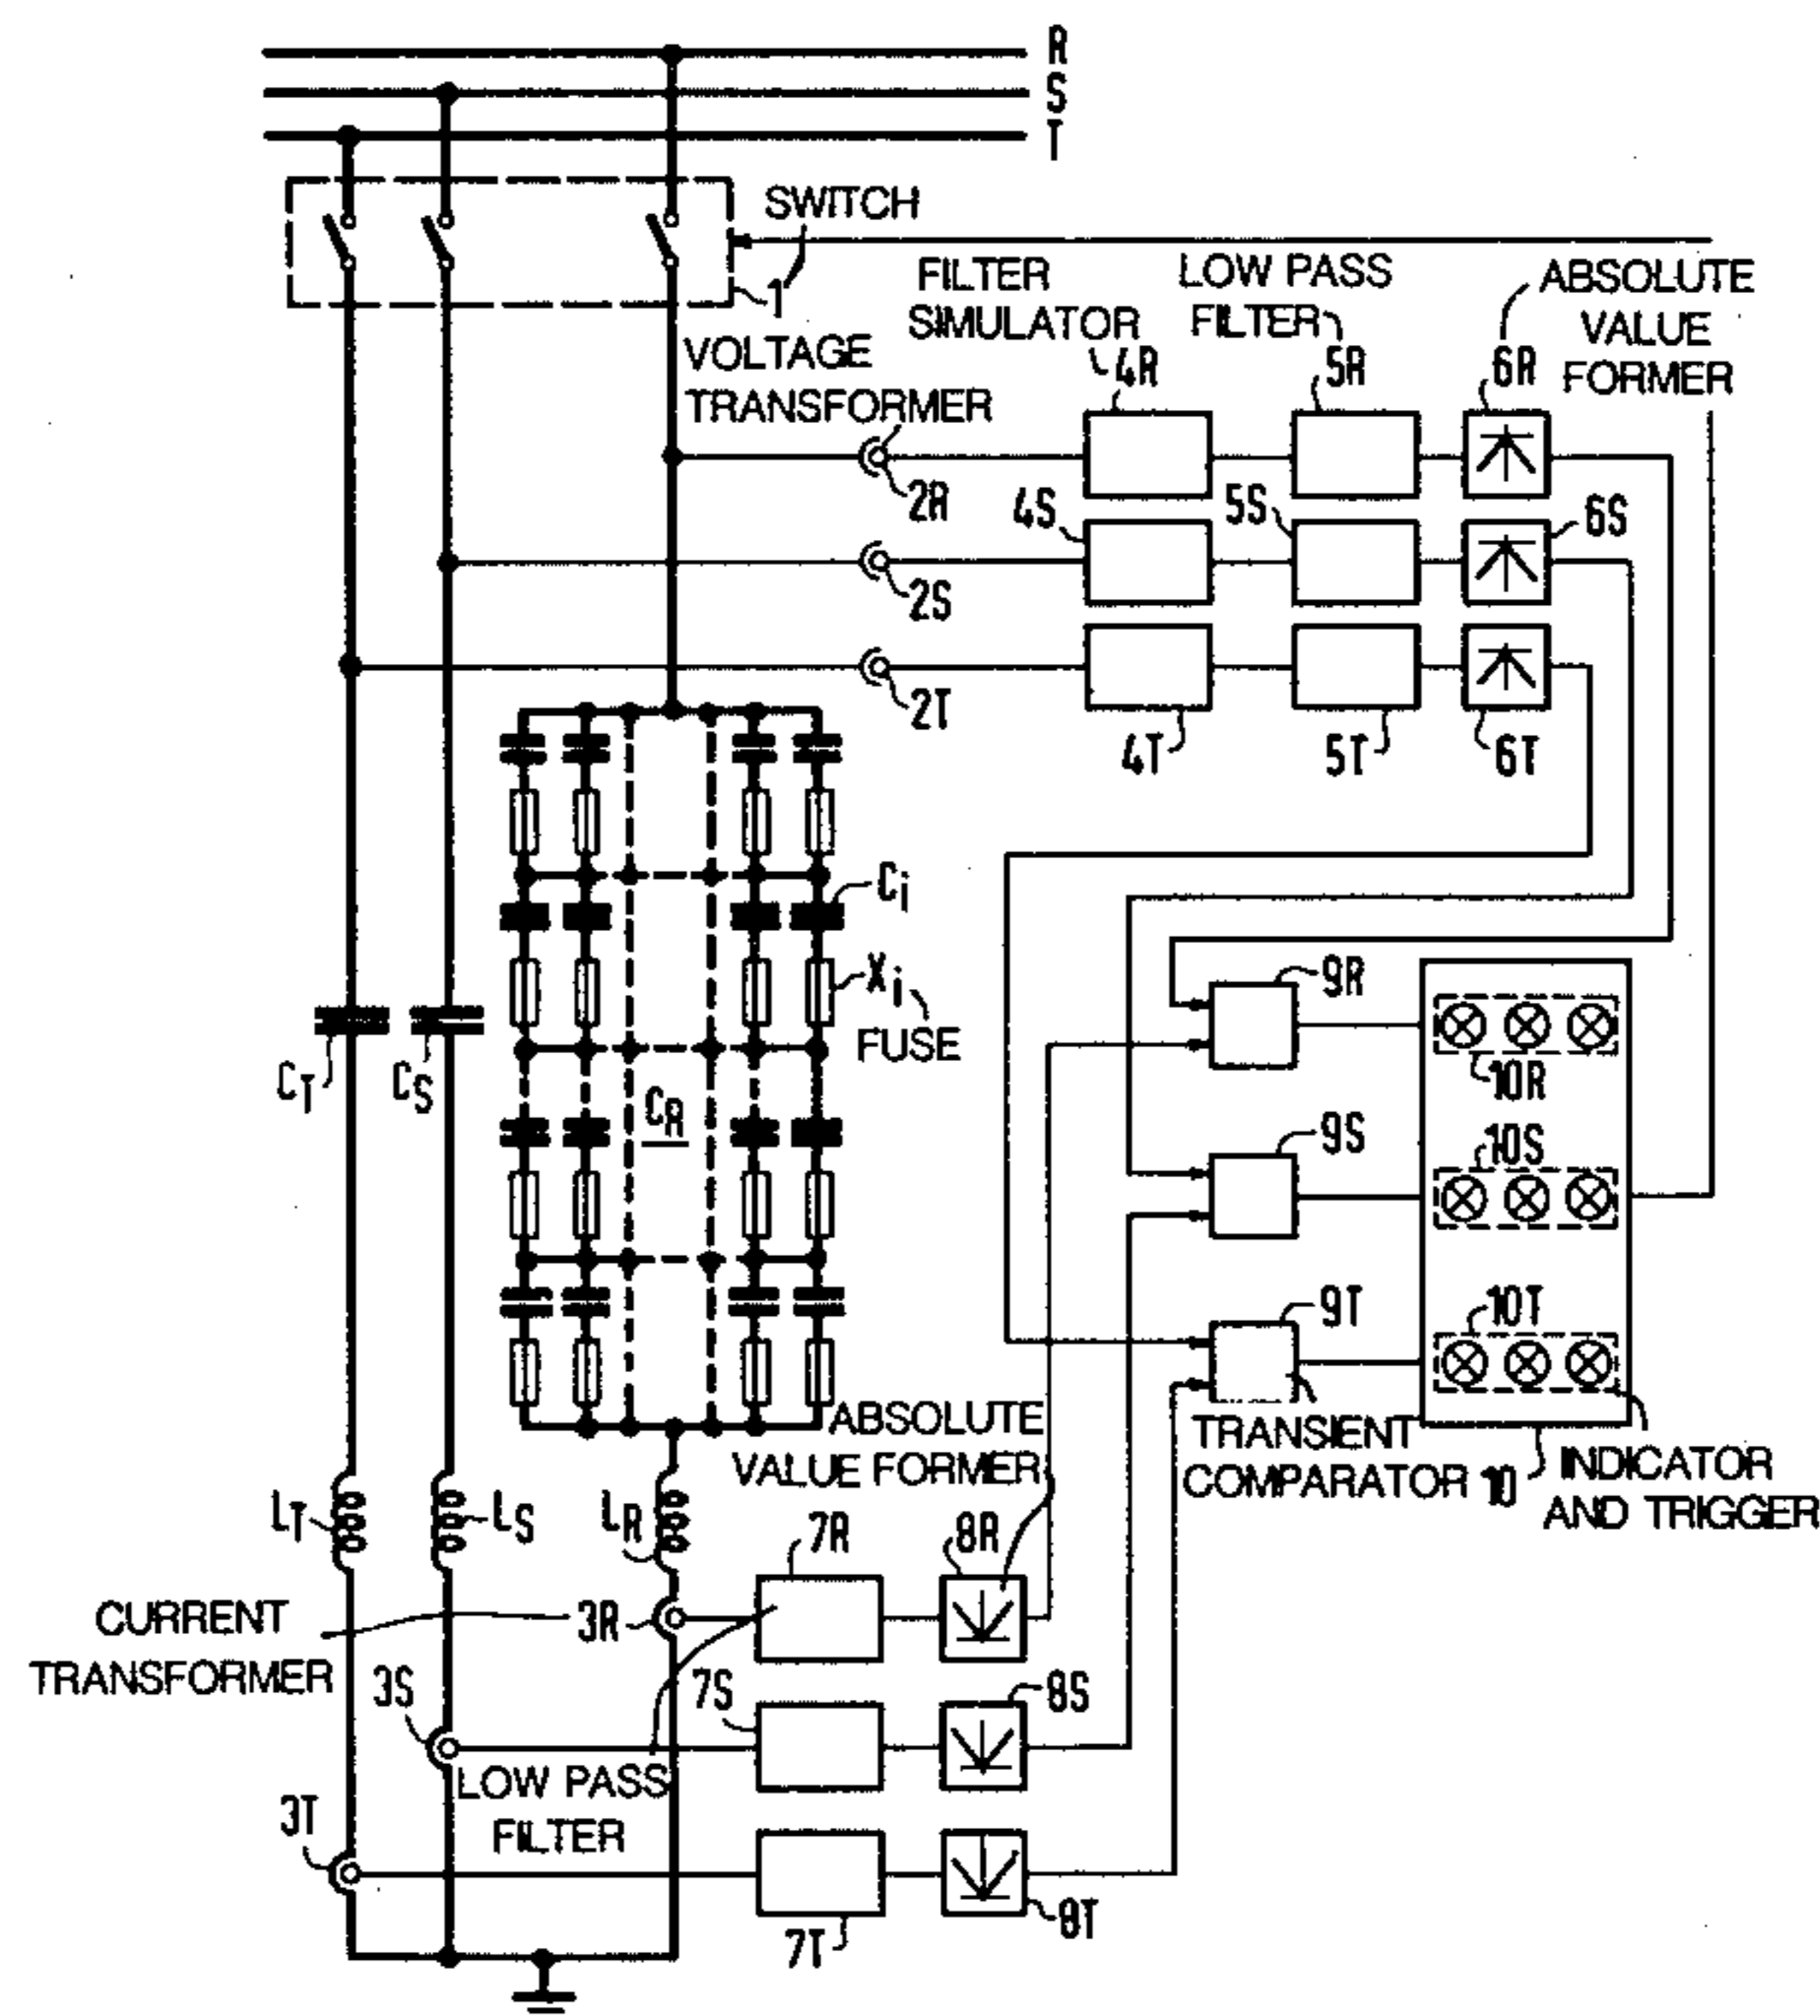 R
S
T
SWITCH
1
FILTER
SIMULATOR
LOW PASS
FILTER
ABSOLUTE
VALUE
FORMER
VOLTAGE
TRANSFORMER
4R
5R
6R
2R
4S
5S
6S
2S
2T
4T
5T
6T
Ci
Xi
FUSE
9R
CT
CS
CR
10R
9S
10S
9T
10T
ABSOLUTE
VALUE FORMER
TRANSIENT
COMPARATOR
10
INDICATOR
AND TRIGGER
LT
LS
LR
7R
8R
CURRENT
TRANSFORMER
3R
3S
7S
8S
LOW PASS
FILTER
3T
7T
8T